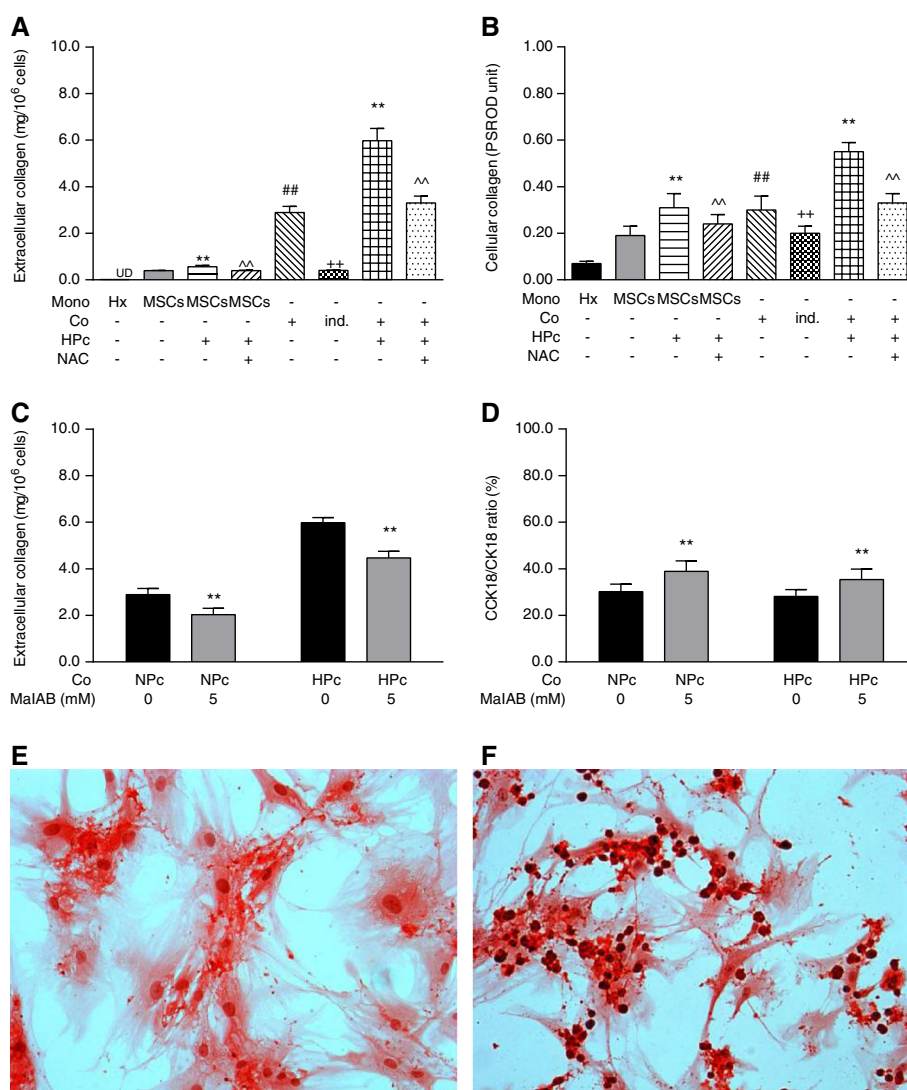 A
Extracellular collagen (mg/10⁶ cells)
10.0
8.0
6.0
4.0
2.0
0.0
UD
**
^^
##
++
**
^^
Mono Hx MSCs MSCs MSCs - - - -
Co - - - - + ind. + +
HPc - - + + - - + +
NAC - - - + - - - +
B
Cellular collagen (PSROD unit)
1.00
0.80
0.60
0.40
0.20
0.00
**
^^
##
++
**
^^
Mono Hx MSCs MSCs MSCs - - - -
Co - - - - + ind. + +
HPc - - + + - - + +
NAC - - - + - - - +
C
Extracellular collagen (mg/10⁶ cells)
10.0
8.0
6.0
4.0
2.0
0.0
**
**
Co NPc NPc HPc HPc
MalAB (mM) 0 5 0 5
D
CCK18/CK18 ratio (%)
100.0
80.0
60.0
40.0
20.0
0.0
**
**
Co NPc NPc HPc HPc
MalAB (mM) 0 5 0 5
E
F